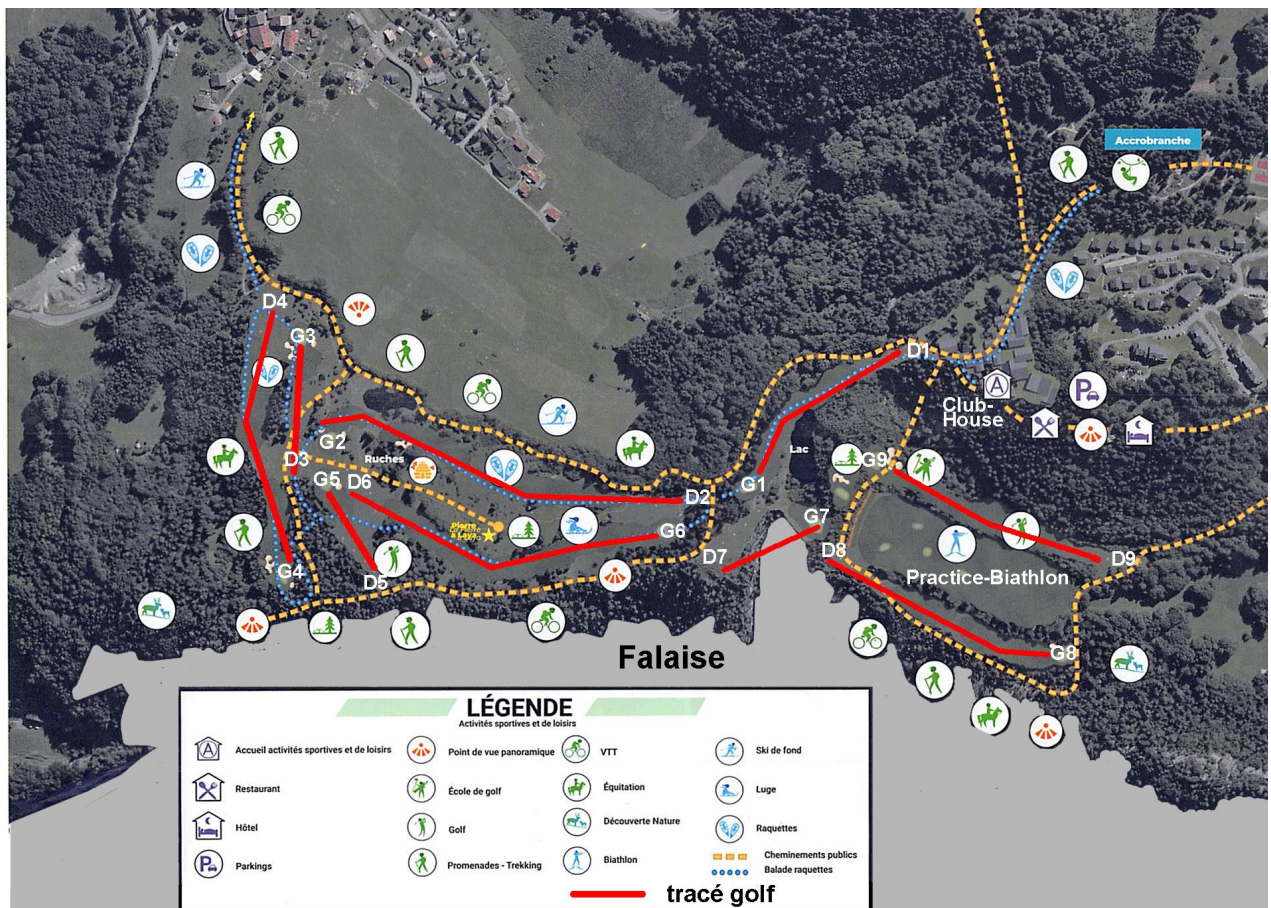 Accrobranche
D4
G3
D1
Club-
House
G2
Ruches
D3
G5
D6
Lac
G9
G1
D2
Pierre
à Laya
G6
G7
D7
D8
D9
G4
D5
Practice-Biathlon
G8
Falaise
LÉGENDE
Activités sportives et de loisirs
A Accueil activités sportives et de loisirs
Restaurant
Hôtel
P Parkings
Point de vue panoramique
École de golf
Golf
Promenades - Trekking
VTT
Équitation
Découverte Nature
Biathlon
Ski de fond
Luge
Raquettes
Cheminements publics
Balade raquettes
tracé golf